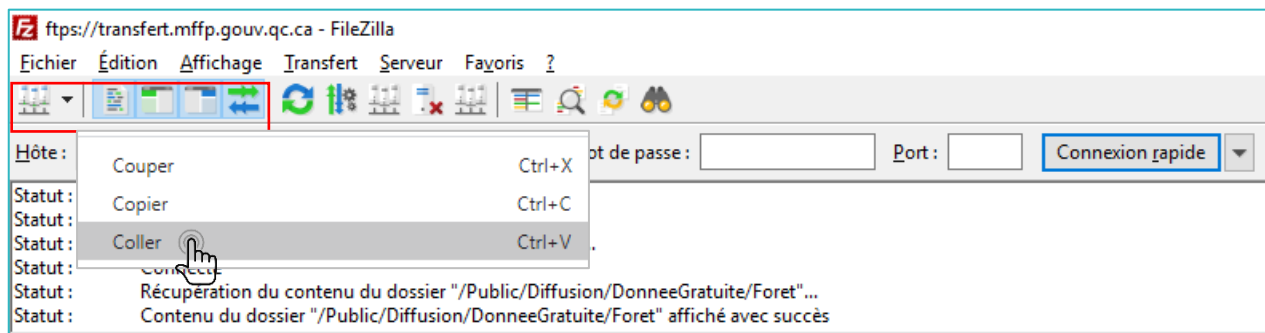 ftps://transfert.mffp.gouv.qc.ca - FileZilla
Fichier Édition Affichage Transfert Serveur Favoris ?
Hôte : ot de passe : Port : Connexion rapide
Couper Ctrl+X
Copier Ctrl+C
Coller Ctrl+V
Statut :
Statut :
Statut :
Statut : Connecté
Statut : Récupération du contenu du dossier "/Public/Diffusion/DonneeGratuite/Foret"...
Statut : Contenu du dossier "/Public/Diffusion/DonneeGratuite/Foret" affiché avec succès